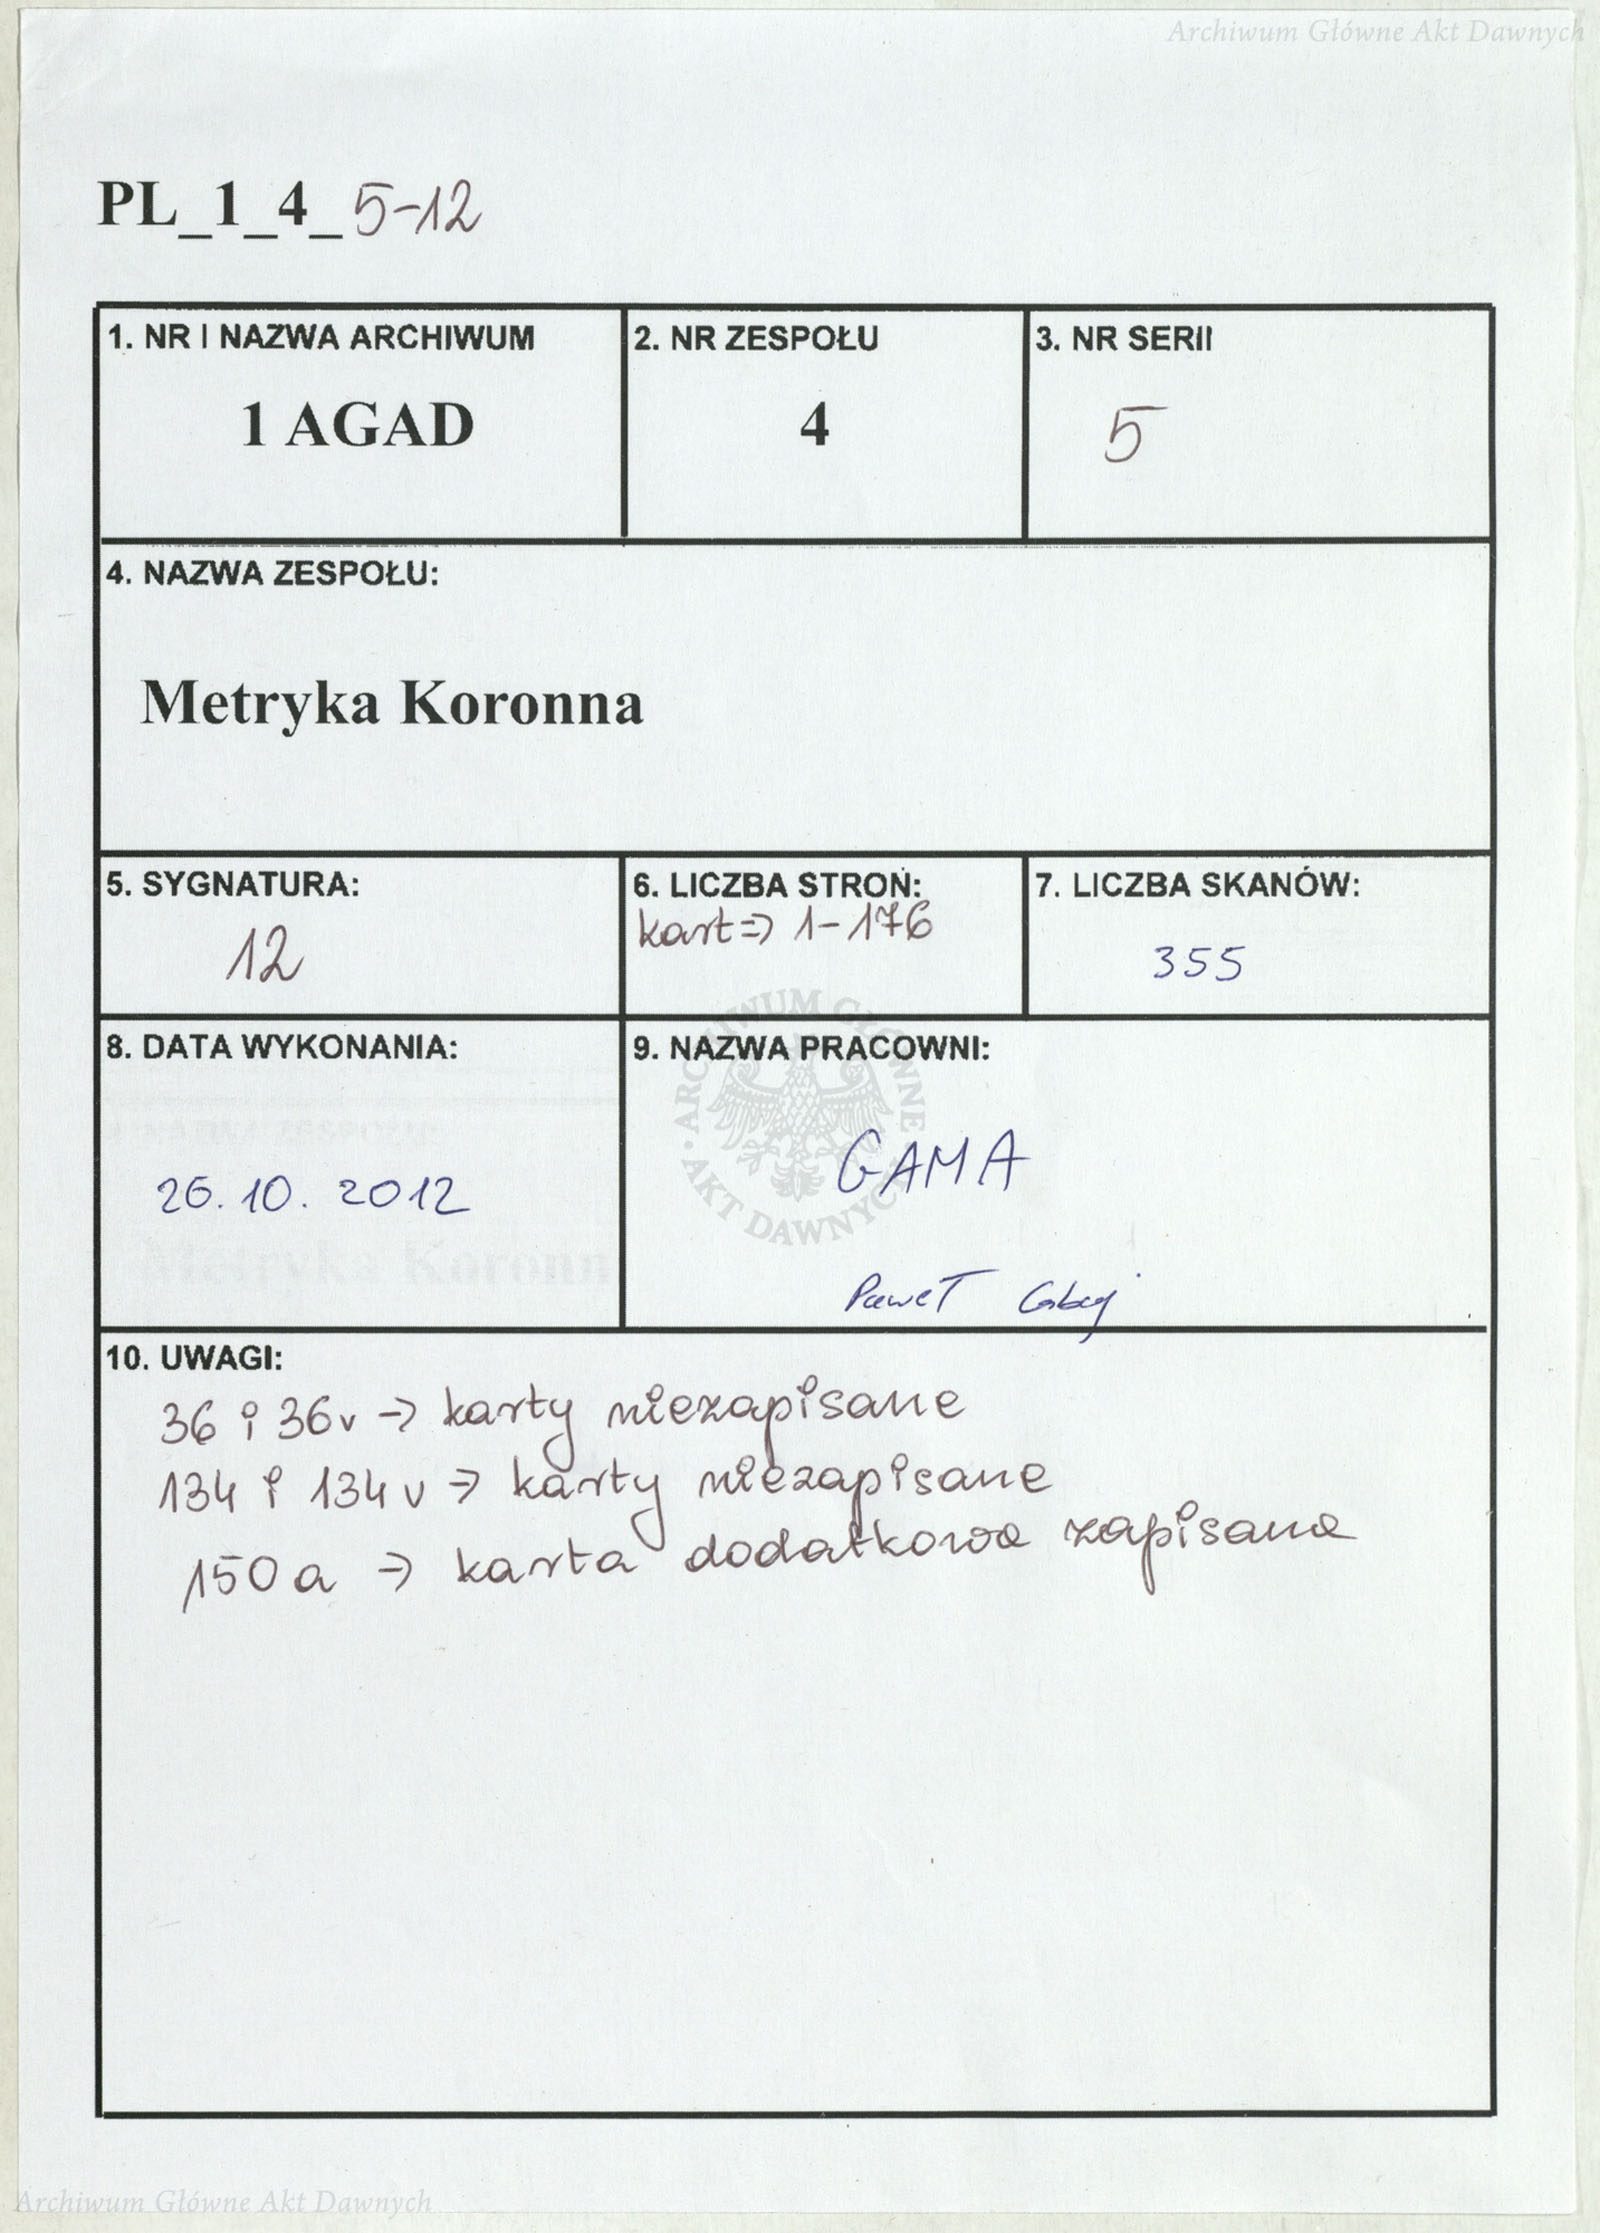 Archiwum Główne Akt Dawnych
PL_1_4_5-12
1. NR I NAZWA ARCHIWUM
1 AGAD
2. NR ZESPOŁU
4
3. NR SERII
5
4. NAZWA ZESPOŁU:
Metryka Koronna
5. SYGNATURA:
12
6. LICZBA STRON:
kart => 1-176
7. LICZBA SKANÓW:
355
8. DATA WYKONANIA:
26.10.2012
9. NAZWA PRACOWNI:
GAMA
Paweł
ARCHIWUM GŁÓWNE AKT DAWNYCH
10. UWAGI:
36 i 36v -> karty niezapisane
134 i 134v -> karty niezapisane
150a -> karta dodatkowa zapisana
Archiwum Główne Akt Dawnych